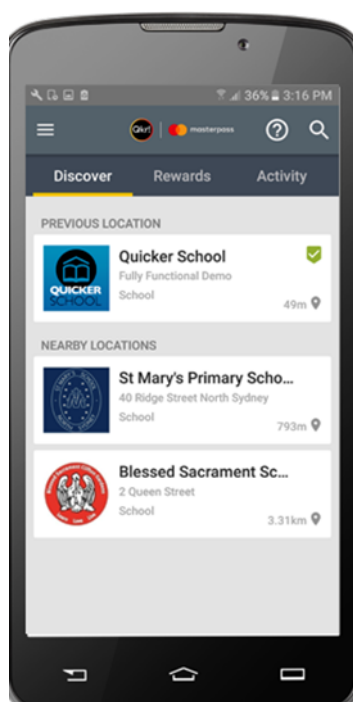 36% 3:16 PM
Qkr! masterpass
Discover Rewards Activity
PREVIOUS LOCATION
QUICKER
SCHOOL
Quicker School
Fully Functional Demo
School
49m
NEARBY LOCATIONS
St Mary's Primary Scho...
40 Ridge Street North Sydney
School
793m
Blessed Sacrament Sc...
2 Queen Street
School
3.31km